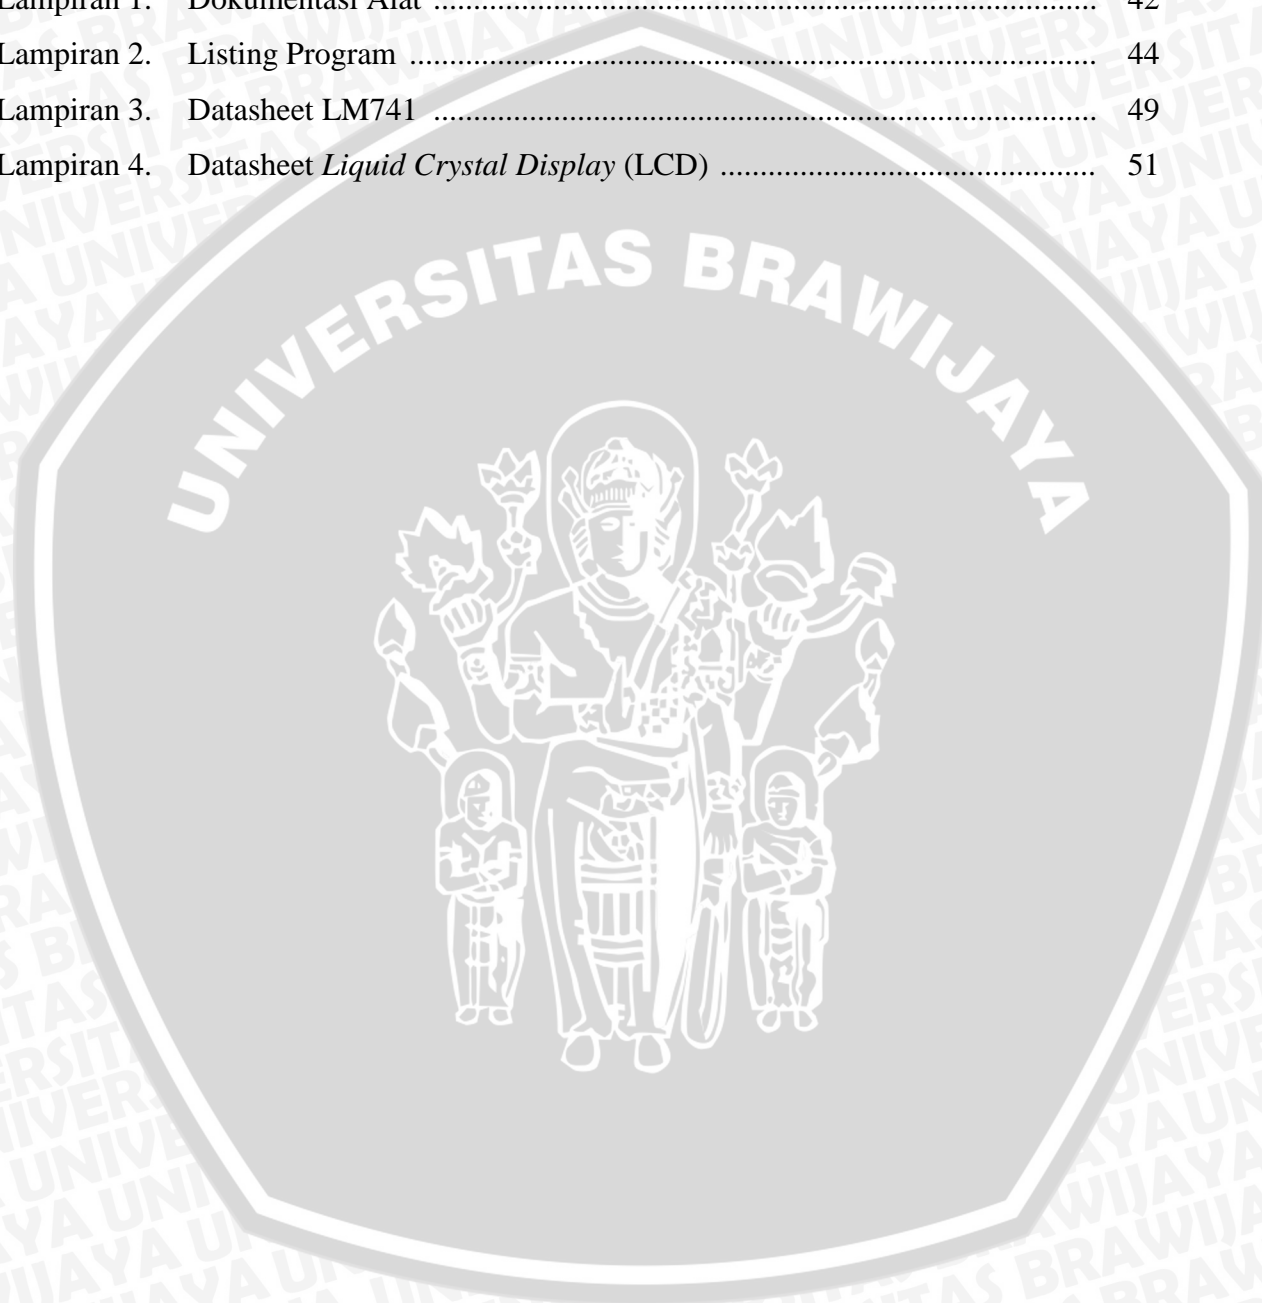 Lampiran 1. Dokumentasi Alat ........................................................................................ 42
Lampiran 2. Listing Program ........................................................................................ 44
Lampiran 3. Datasheet LM741 ........................................................................................ 49
Lampiran 4. Datasheet Liquid Crystal Display (LCD) ................................................ 51
UNIVERSITAS BRAWIJAYA